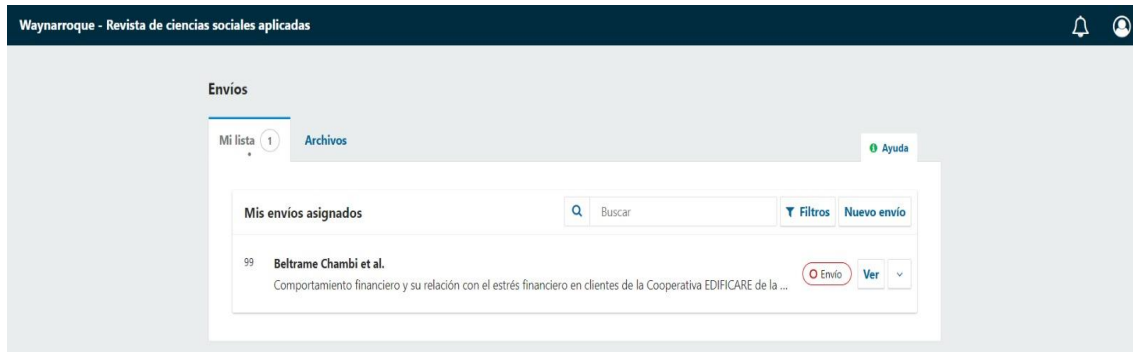 Waynarroque - Revista de ciencias sociales aplicadas
Envíos
Mi lista 1 Archivos
Ayuda
Mis envíos asignados Buscar Filtros Nuevo envío
99 Beltrame Chambi et al. Envío Ver
Comportamiento financiero y su relación con el estrés financiero en clientes de la Cooperativa EDIFICARE de la ...